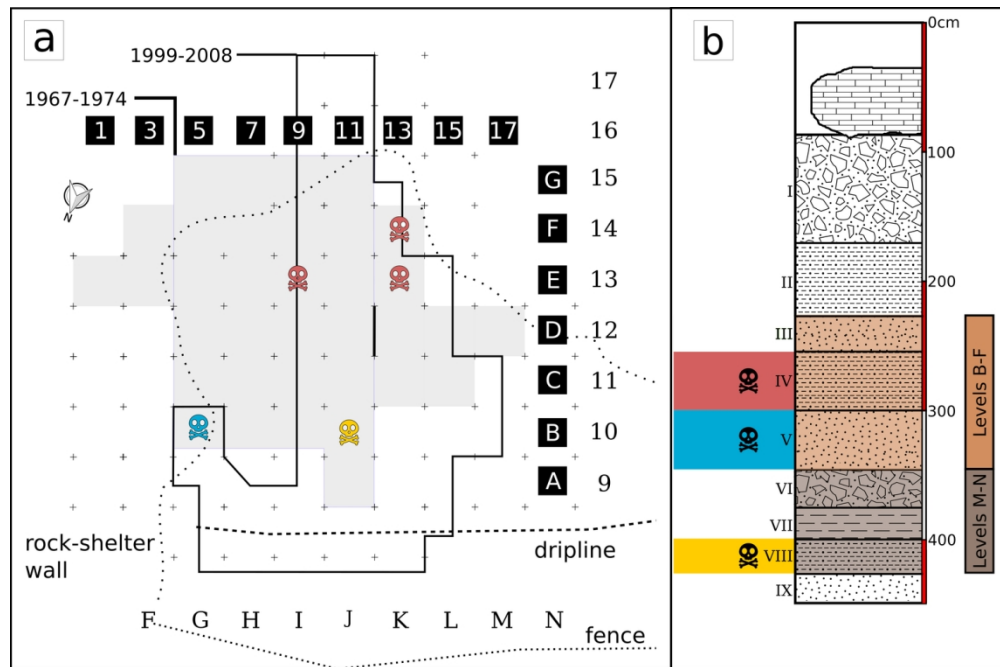 a
1999-2008
1967-1974
17
1 3 5 7 9 11 13 15 17 16
G 15
N
F 14
E 13
D 12
C 11
B 10
A 9
rock-shelter
wall
dripline
F G H I J K L M N
fence
b
0cm
100
I
200
II
III
IV
300
V
VI
VII
400
VIII
IX
Levels B-F
Levels M-N